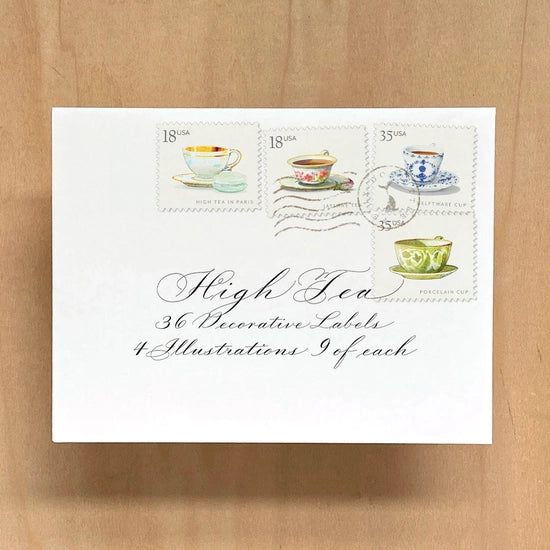 18 USA
HIGH TEA IN PARIS
18 USA
35 USA
DELFTWARE CUP
35 USA
PORCELAIN CUP
High Tea
36 Decorative Labels
4 Illustrations 9 of each